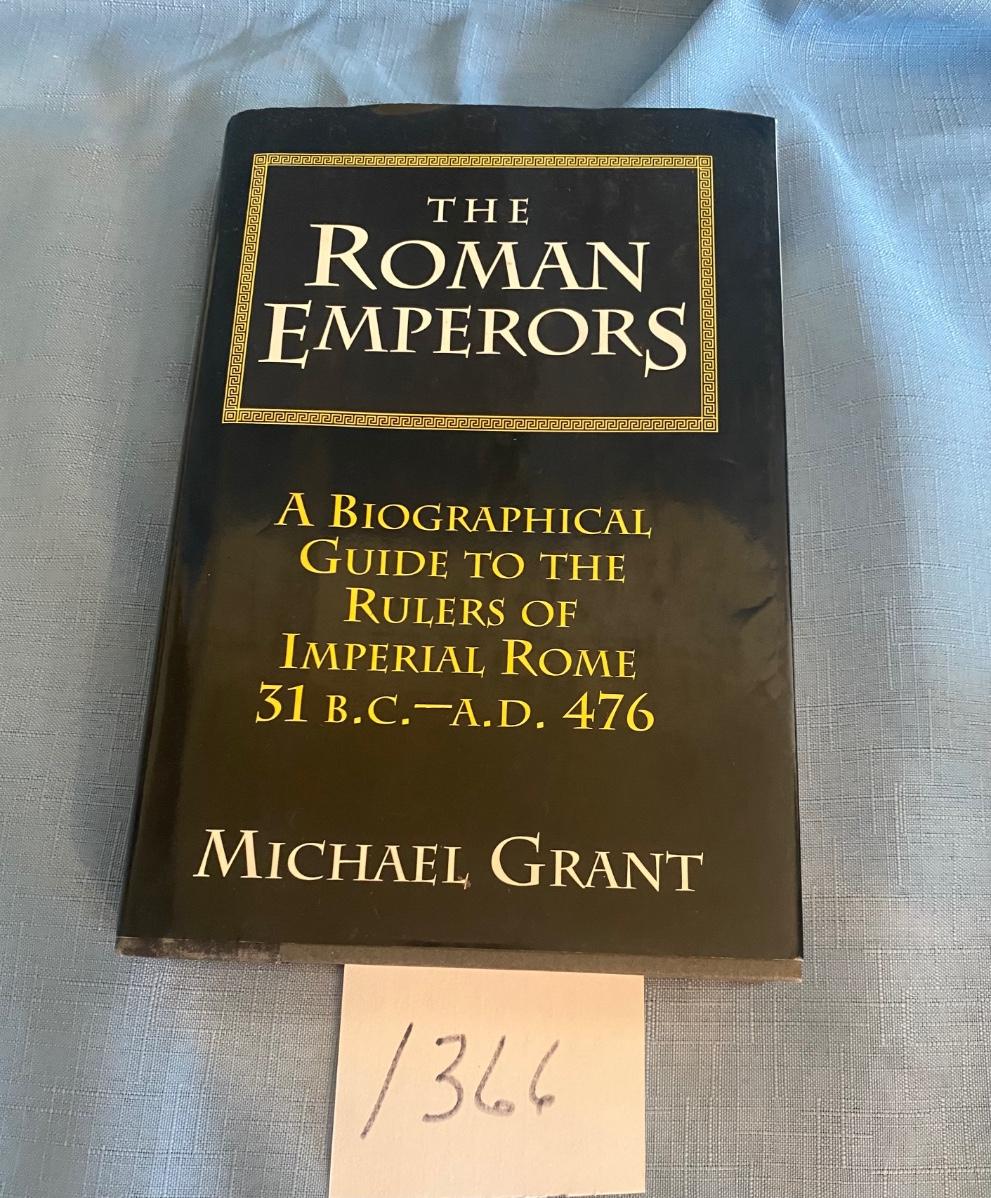 THE
ROMAN
EMPERORS
A BIOGRAPHICAL
GUIDE TO THE
RULERS OF
IMPERIAL ROME
31 B.C.—A.D. 476
MICHAEL GRANT
1366